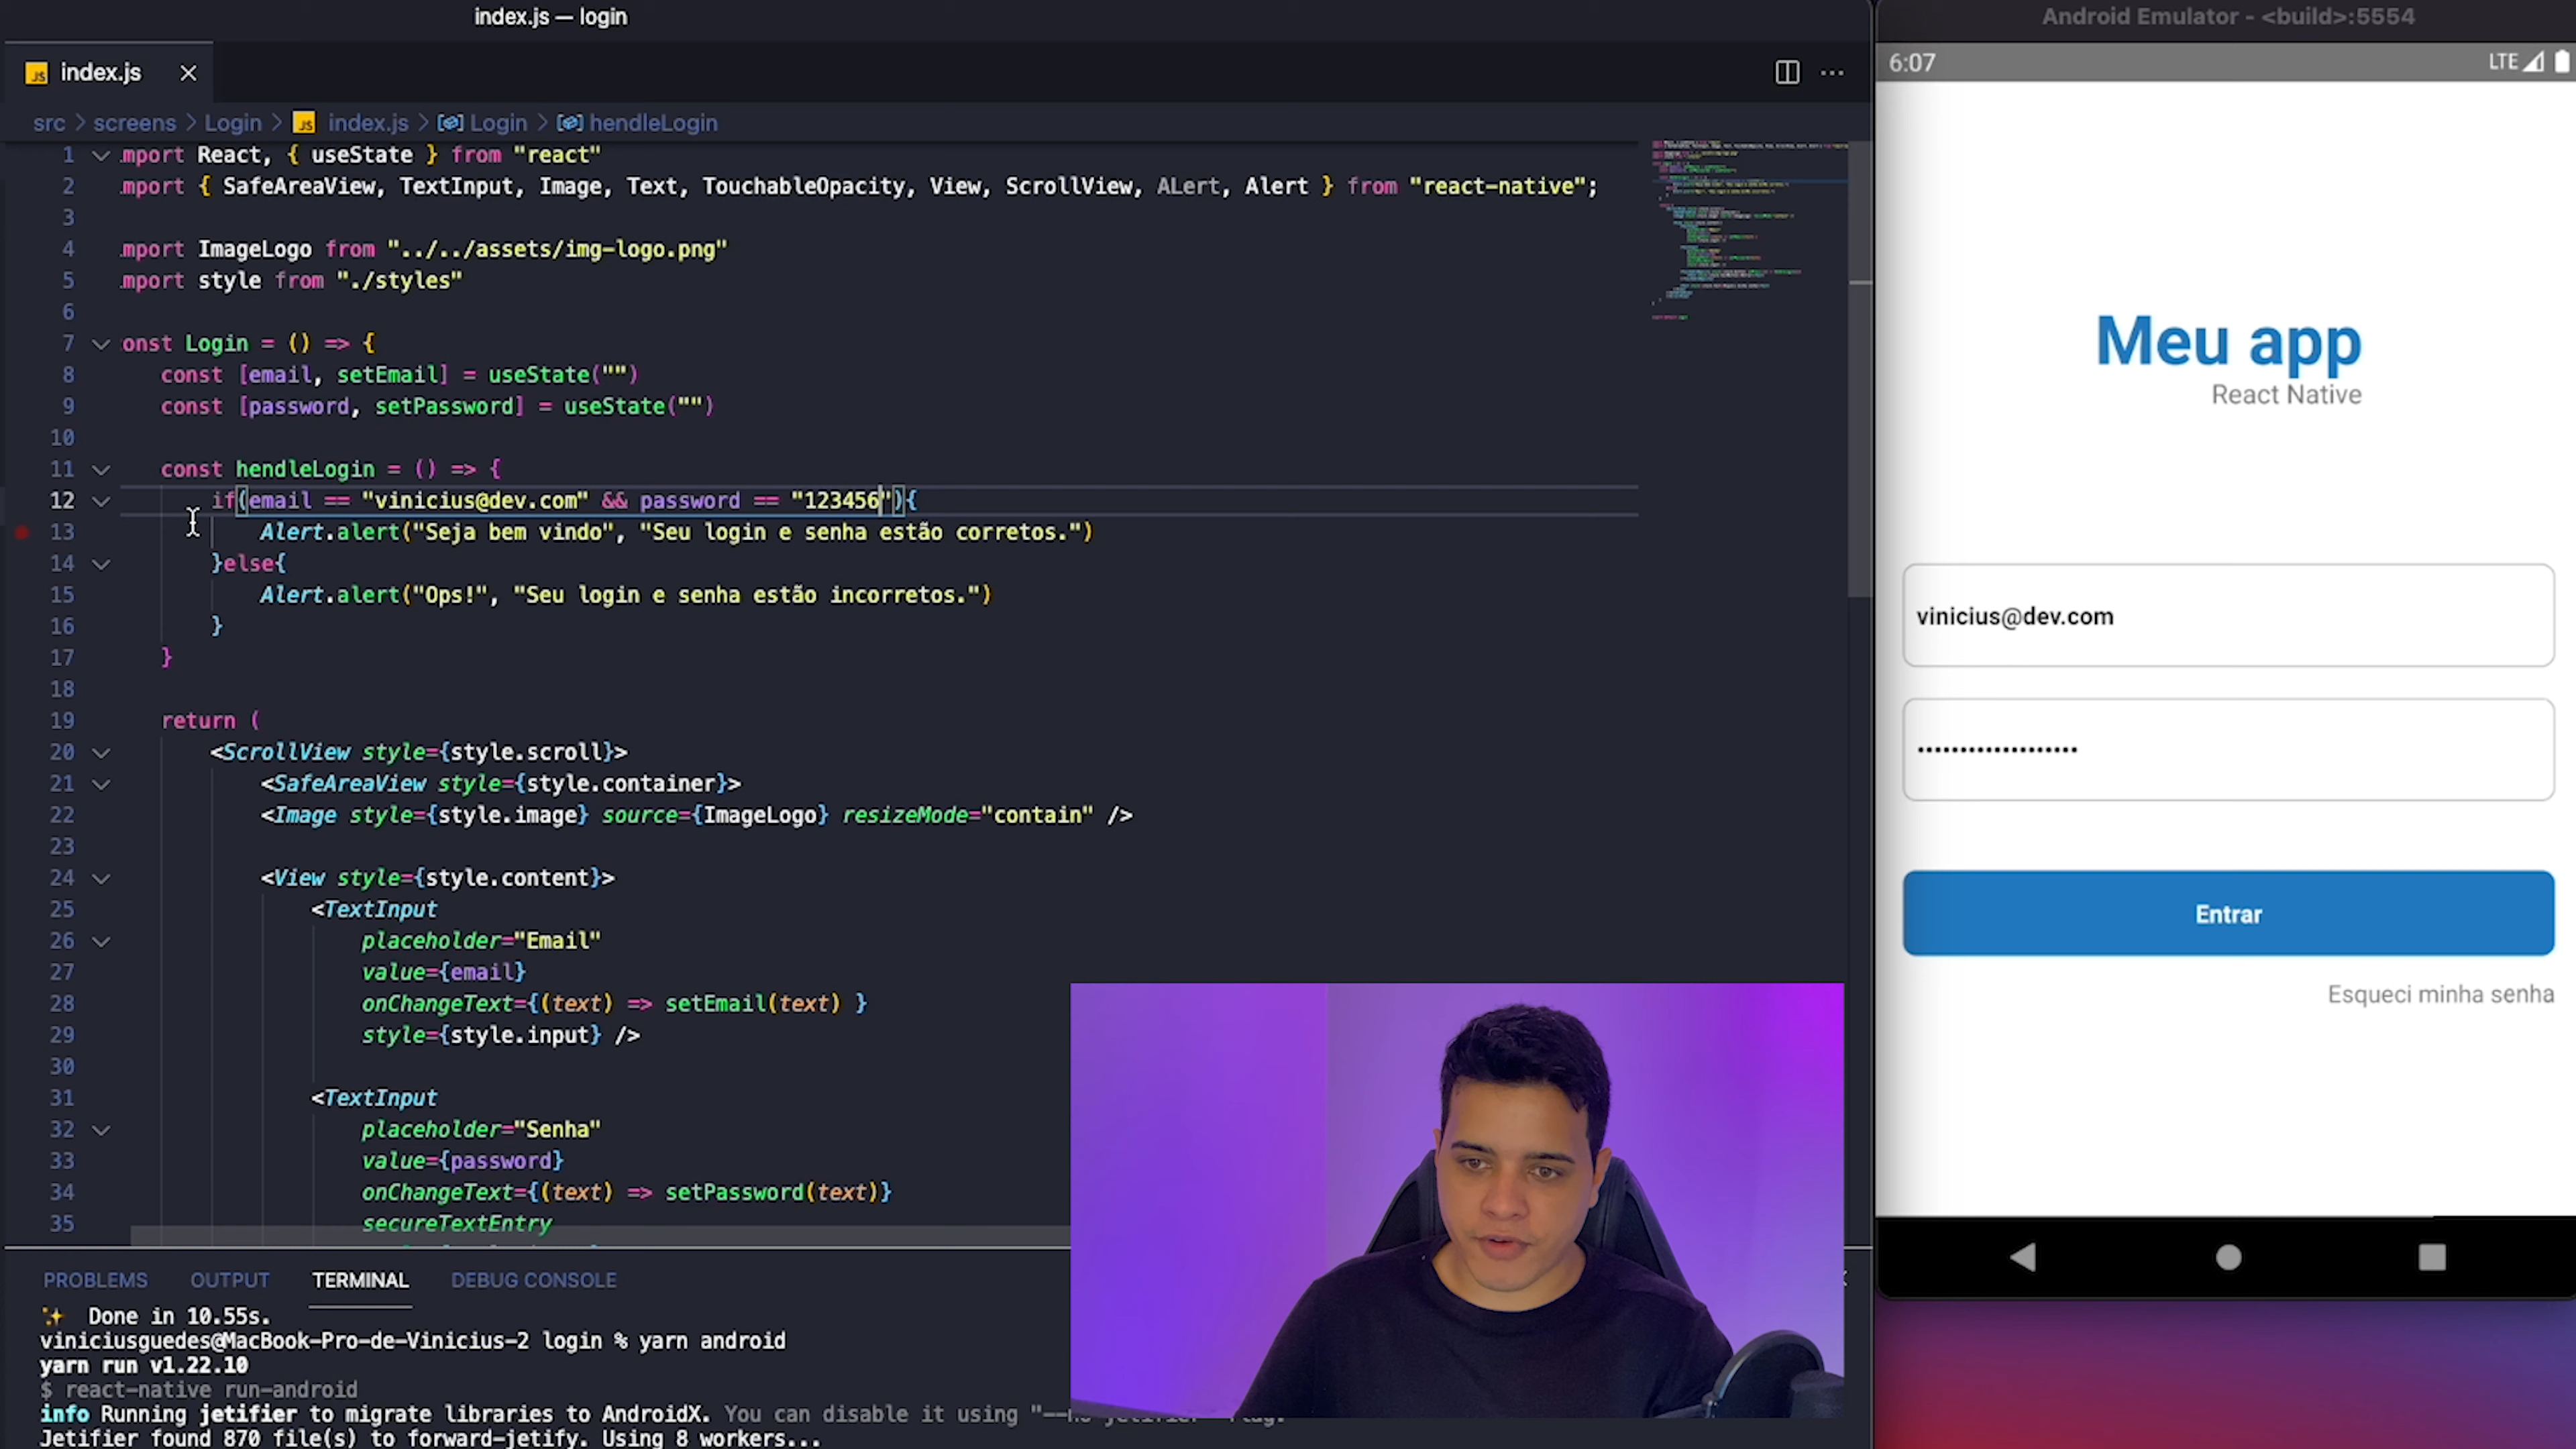 index.js — login
index.js
src > screens > Login > index.js > Login > hendleLogin
1 mport React, { useState } from "react"
2 mport { SafeAreaView, TextInput, Image, Text, TouchableOpacity, View, ScrollView, ALert, Alert } from "react-native";
3
4 mport ImageLogo from "../../assets/img-logo.png"
5 mport style from "./styles"
6
7 onst Login = () => {
8 const [email, setEmail] = useState("")
9 const [password, setPassword] = useState("")
10
11 const hendleLogin = () => {
12 if(email == "vinicius@dev.com" && password == "123456"){
13 Alert.alert("Seja bem vindo", "Seu login e senha estão corretos.")
14 }else{
15 Alert.alert("Ops!", "Seu login e senha estão incorretos.")
16 }
17 }
18
19 return (
20 <ScrollView style={style.scroll}>
21 <SafeAreaView style={style.container}>
22 <Image style={style.image} source={ImageLogo} resizeMode="contain" />
23
24 <View style={style.content}>
25 <TextInput
26 placeholder="Email"
27 value={email}
28 onChangeText={(text) => setEmail(text) }
29 style={style.input} />
30
31 <TextInput
32 placeholder="Senha"
33 value={password}
34 onChangeText={(text) => setPassword(text)}
35 secureTextEntry
PROBLEMS OUTPUT TERMINAL DEBUG CONSOLE
✨ Done in 10.55s.
viniciusguedes@MacBook-Pro-de-Vinicius-2 login % yarn android
yarn run v1.22.10
$ react-native run-android
info Running jetifier to migrate libraries to AndroidX. You can disable it using "--no-jetifier" flag.
Jetifier found 870 file(s) to forward-jetify. Using 8 workers...
Android Emulator - <build>:5554
6:07 LTE
Meu app
React Native
vinicius@dev.com
•••••••••••••••••••
Entrar
Esqueci minha senha